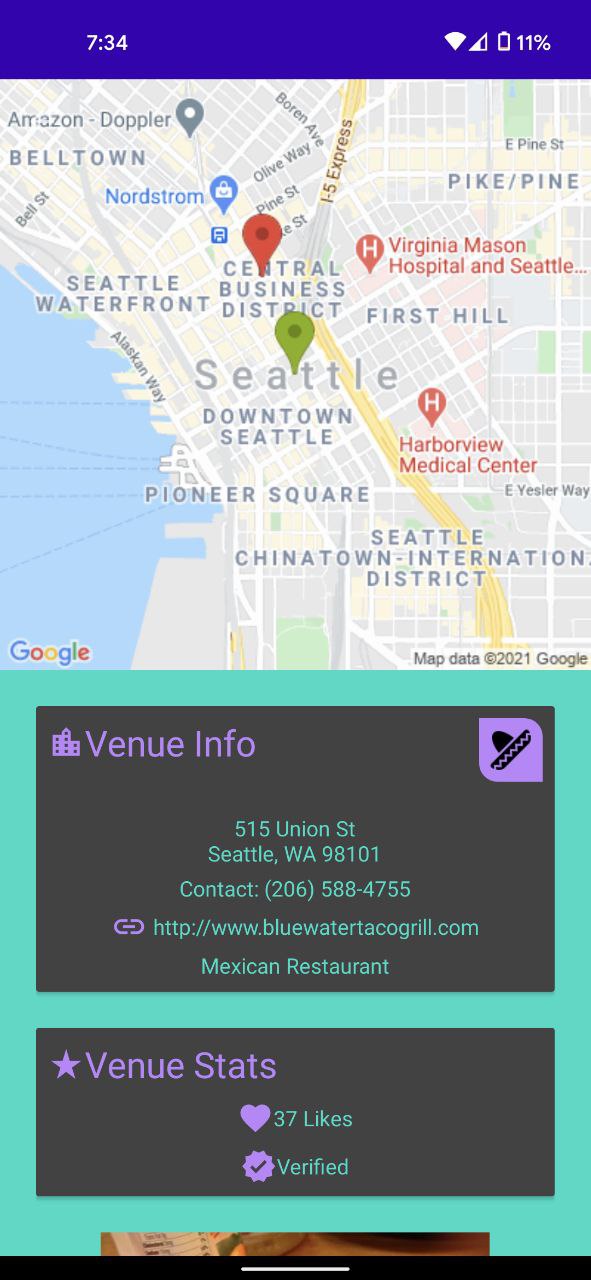 7:34
11%
Amazon - Doppler
Boren Ave
I-5 Express
E Pine St
BELLTOWN
Olive Way
PIKE/PINE
Nordstrom
Pine St
Bell St
ke St
Virginia Mason
Hospital and Seattle...
CENTRAL
BUSINESS
DISTRICT
SEATTLE
WATERFRONT
FIRST HILL
Alaskan Way
Seattle
DOWNTOWN
SEATTLE
Harborview
Medical Center
PIONEER SQUARE
E Yesler Way
SEATTLE
CHINATOWN-INTERNATION
DISTRICT
Google
Map data ©2021 Google
Venue Info
515 Union St
Seattle, WA 98101
Contact: (206) 588-4755
http://www.bluewatertacogrill.com
Mexican Restaurant
Venue Stats
37 Likes
Verified